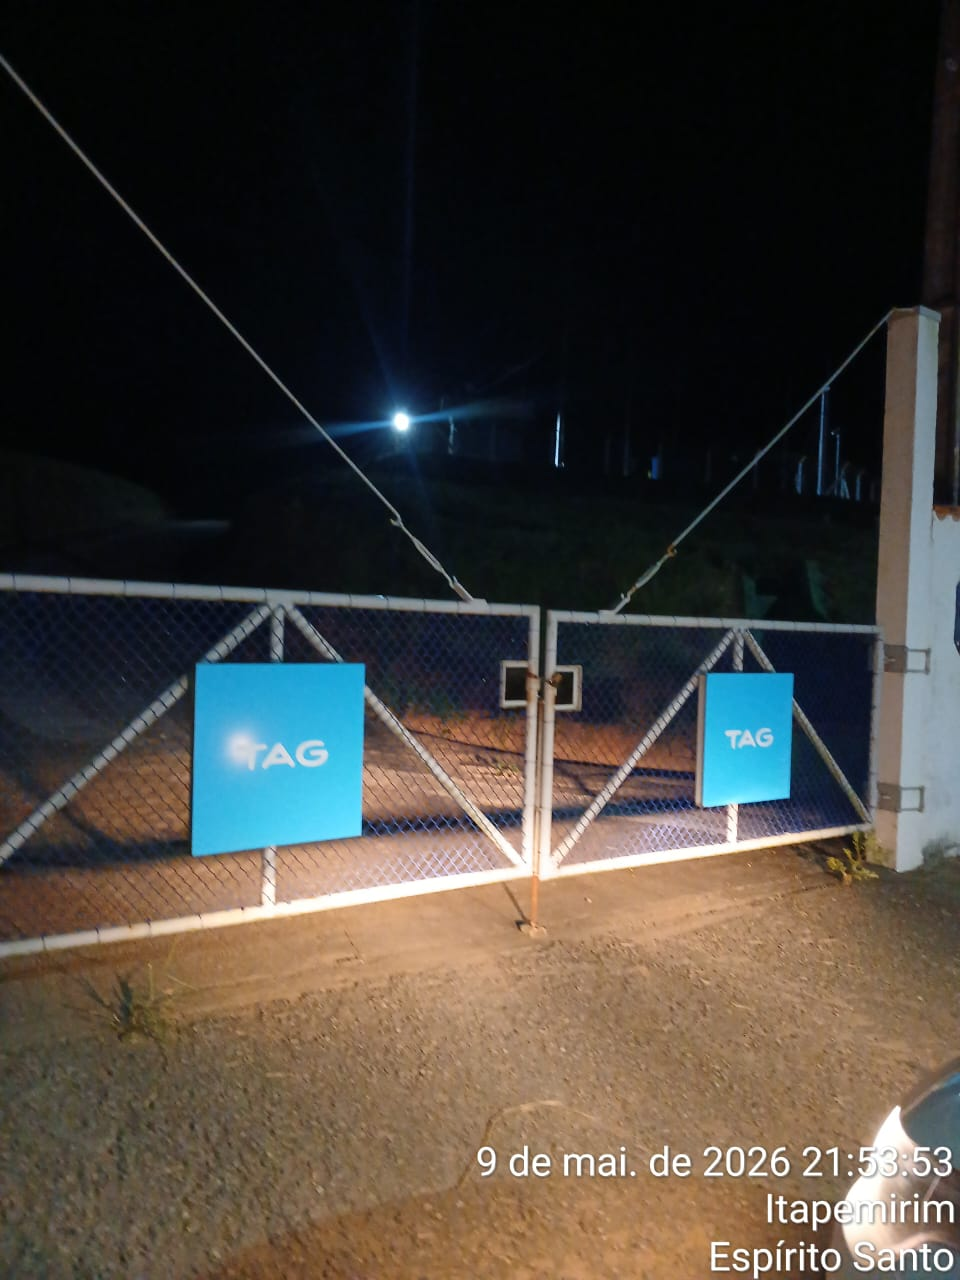 TAG
TAG
9 de mai. de 2026 21:53:53
Itapemirim
Espírito Santo